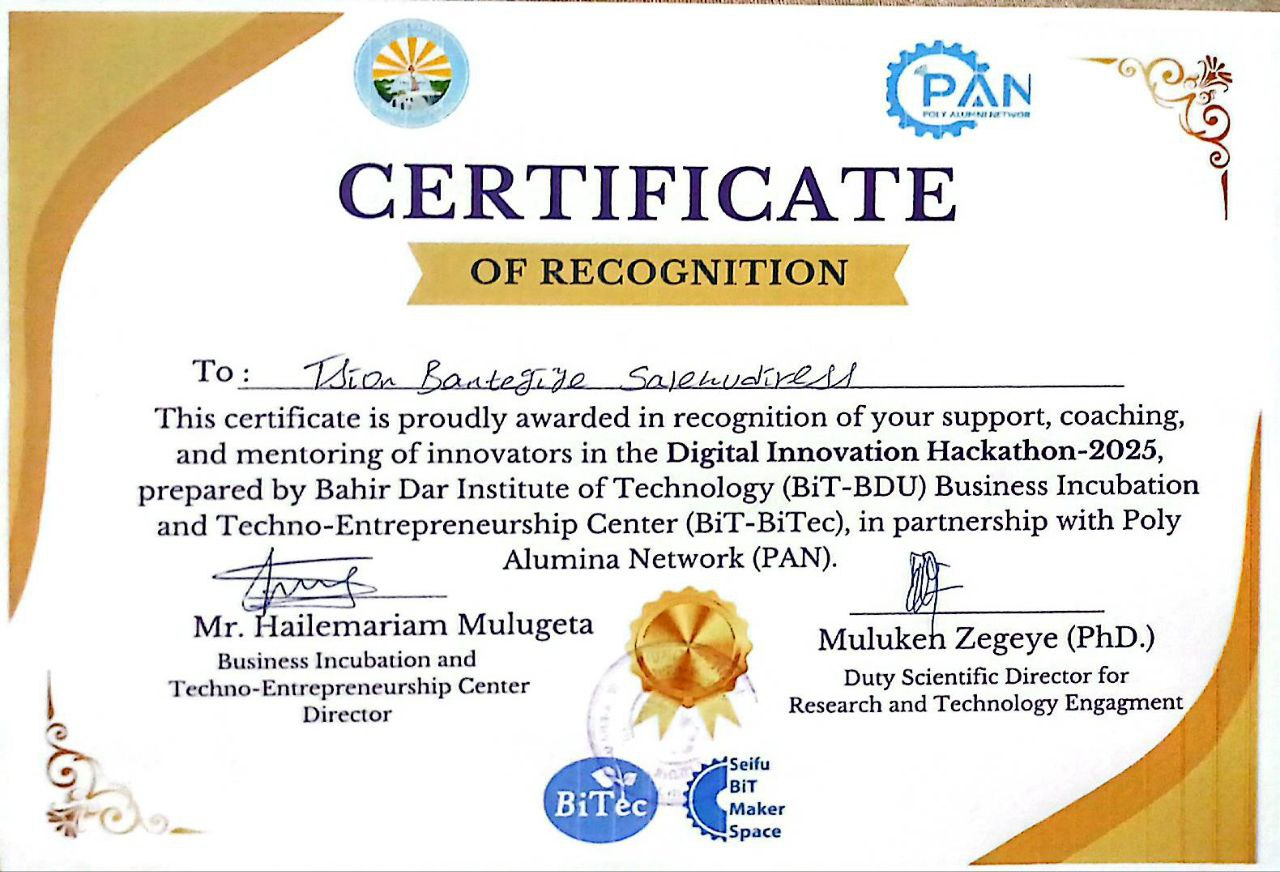 PAN
POLY ALUMNI NETWOR
CERTIFICATE
OF RECOGNITION
To: Tsion Bantegize
This certificate is proudly awarded in recognition of your support, coaching,
and mentoring of innovators in the Digital Innovation Hackathon-2025,
prepared by Bahir Dar Institute of Technology (BiT-BDU) Business Incubation
and Techno-Entrepreneurship Center (BiT-BiTec), in partnership with Poly
Alumina Network (PAN).
Mr. Hailemariam Mulugeta
Business Incubation and
Techno-Entrepreneurship Center
Director
Muluken Zegeye (PhD.)
Duty Scientific Director for
Research and Technology Engagment
BiTec
Seifu
BiT
Maker
Space